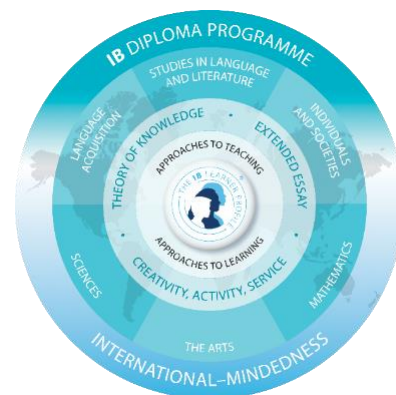 IB DIPLOMA PROGRAMME
STUDIES IN LANGUAGE
AND LITERATURE
LANGUAGE
ACQUISITION
INDIVIDUALS
AND SOCIETIES
THEORY OF KNOWLEDGE
EXTENDED ESSAY
APPROACHES TO TEACHING
THE IB LEARNER PROFILE
APPROACHES TO LEARNING
CREATIVITY, ACTIVITY, SERVICE
SCIENCES
MATHEMATICS
THE ARTS
INTERNATIONAL-MINDEDNESS